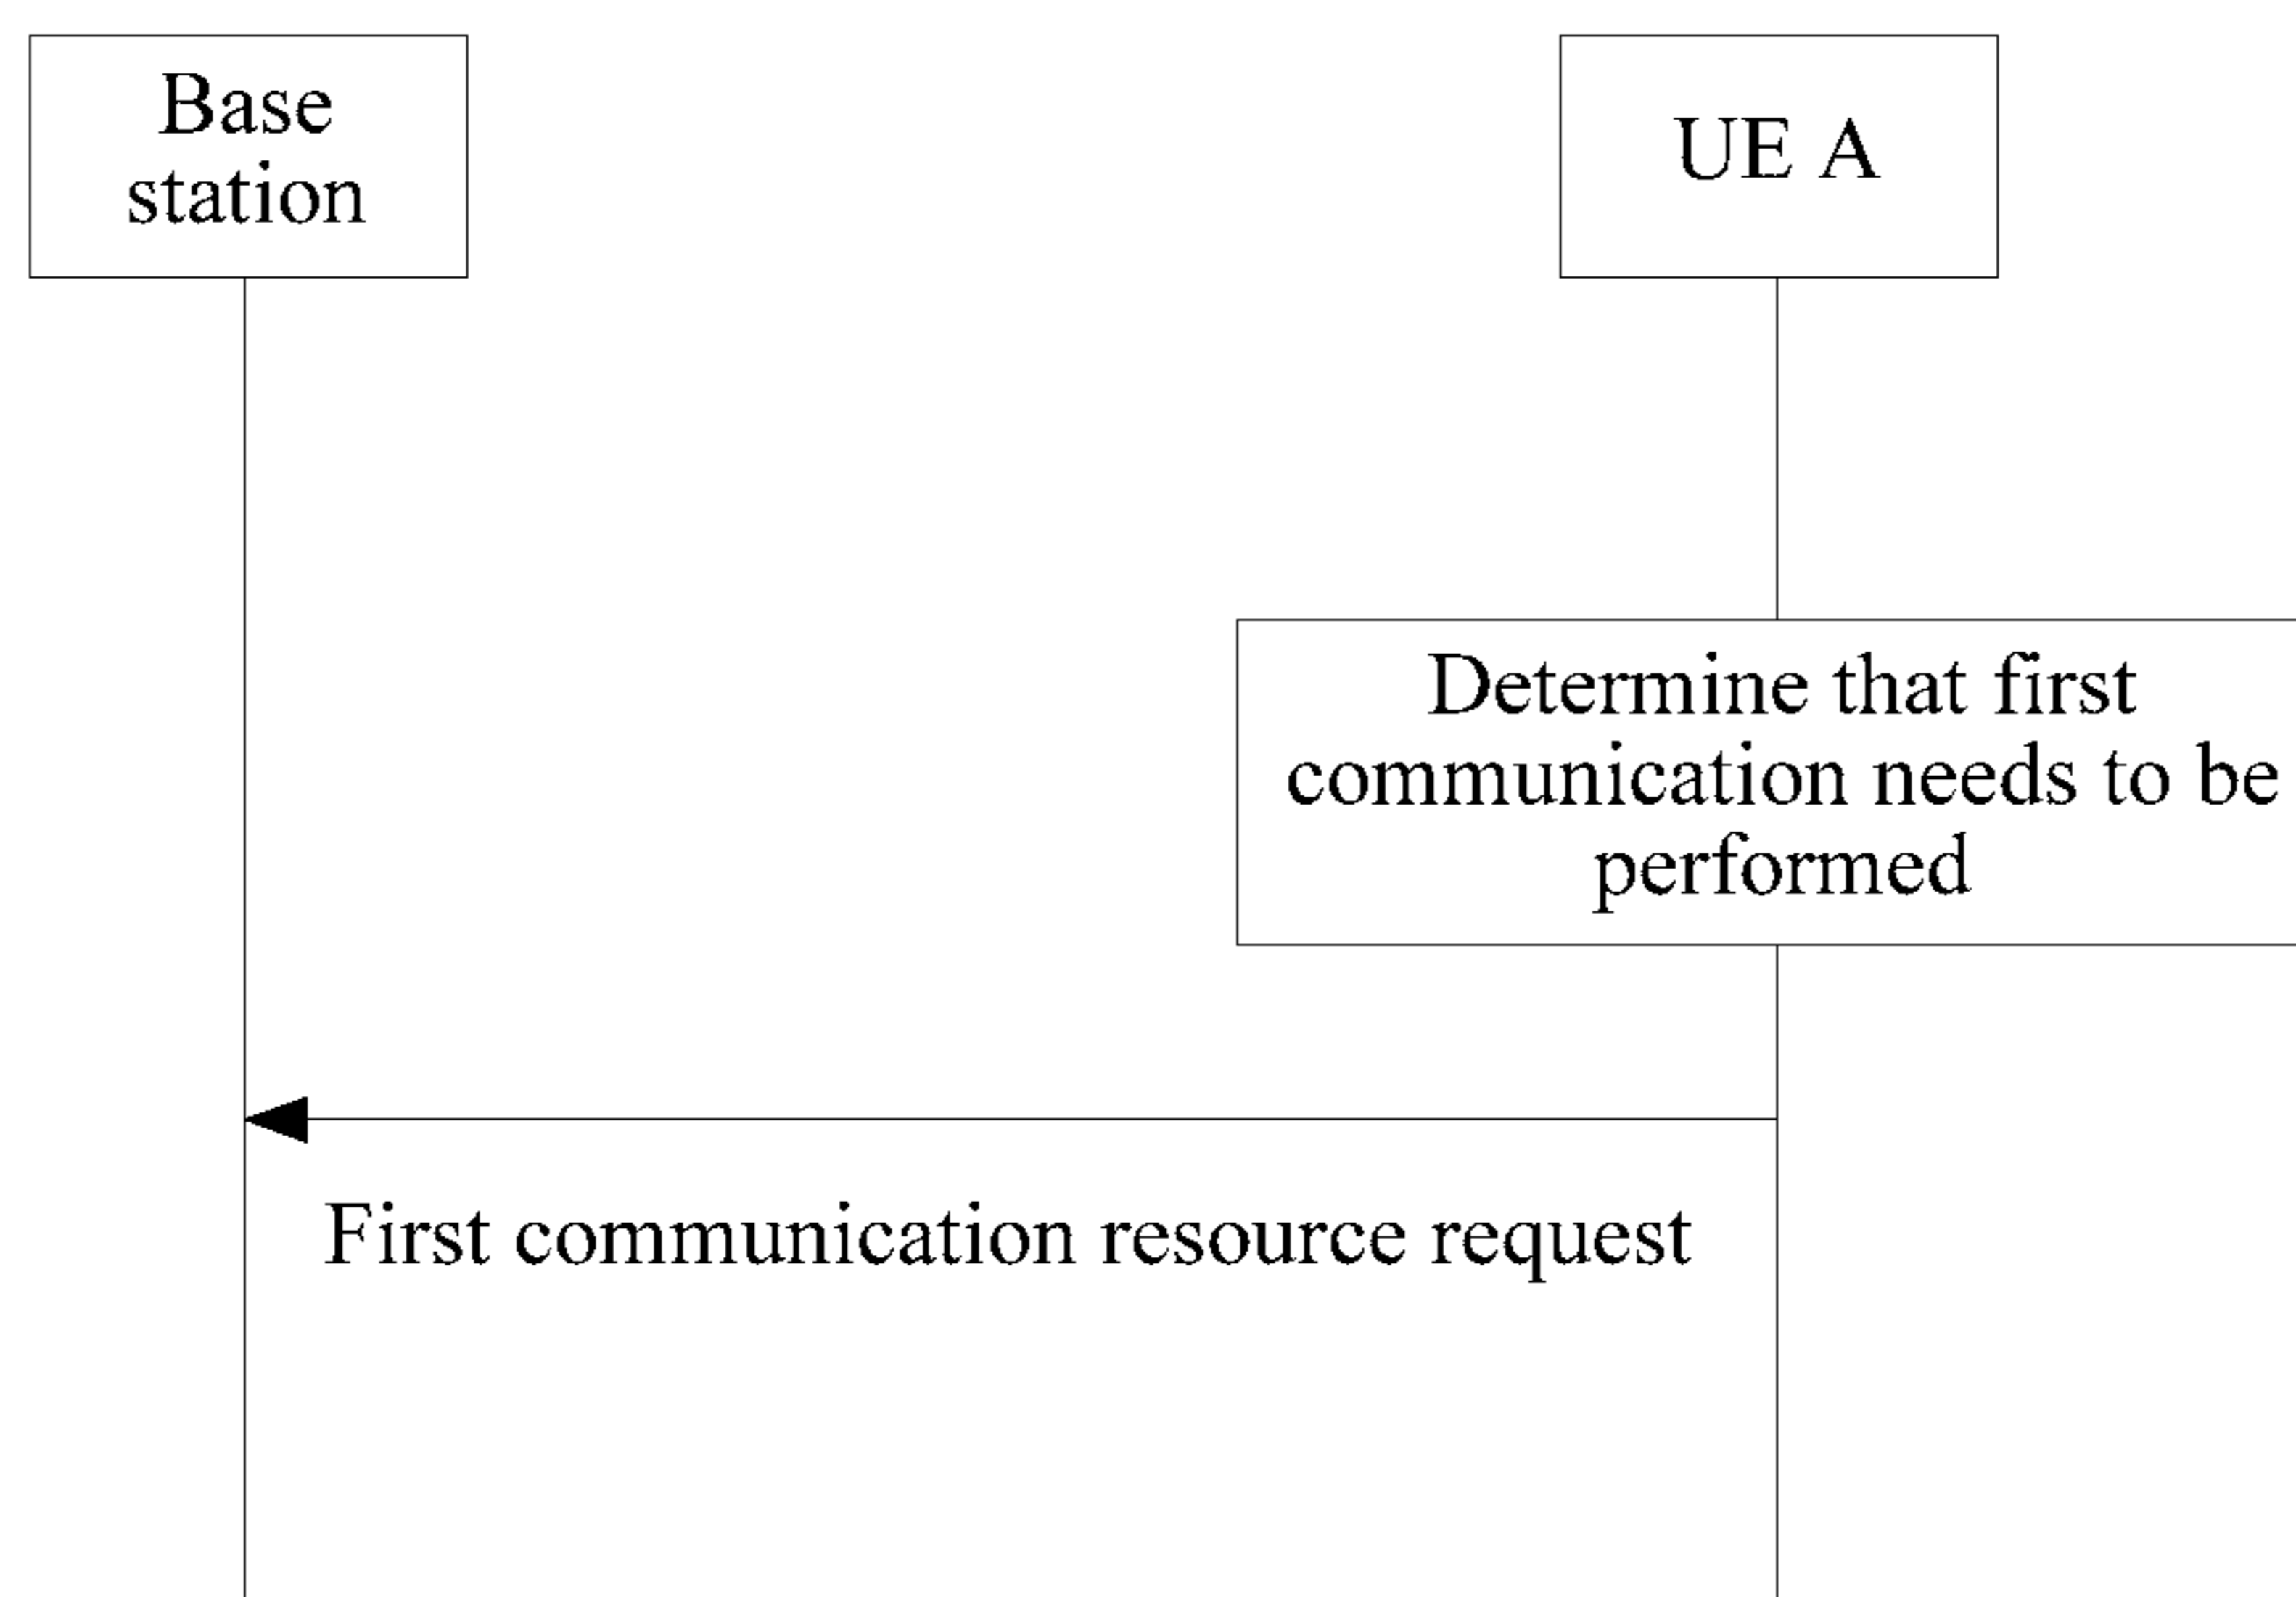 Base
station
UE A
Determine that first
communication needs to be
performed
First communication resource request